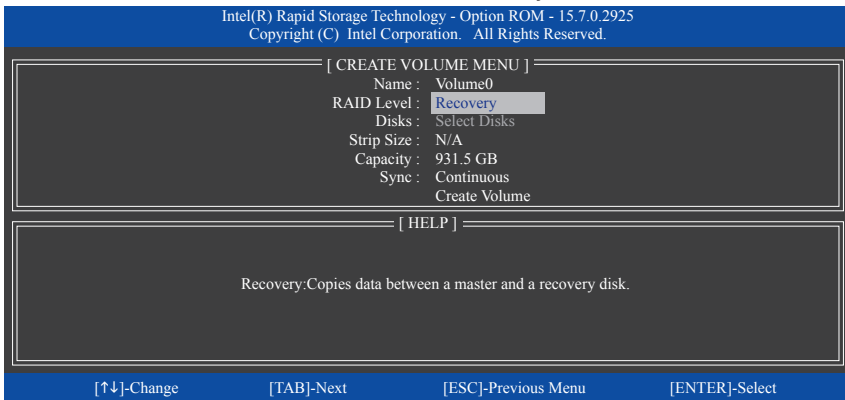 Intel(R) Rapid Storage Technology - Option ROM - 15.7.0.2925
Copyright (C) Intel Corporation. All Rights Reserved.
[ CREATE VOLUME MENU ]
Name : Volume0
RAID Level : Recovery
Disks : Select Disks
Strip Size : N/A
Capacity : 931.5 GB
Sync : Continuous
Create Volume
[ HELP ]
Recovery:Copies data between a master and a recovery disk.
[↑↓]-Change [TAB]-Next [ESC]-Previous Menu [ENTER]-Select